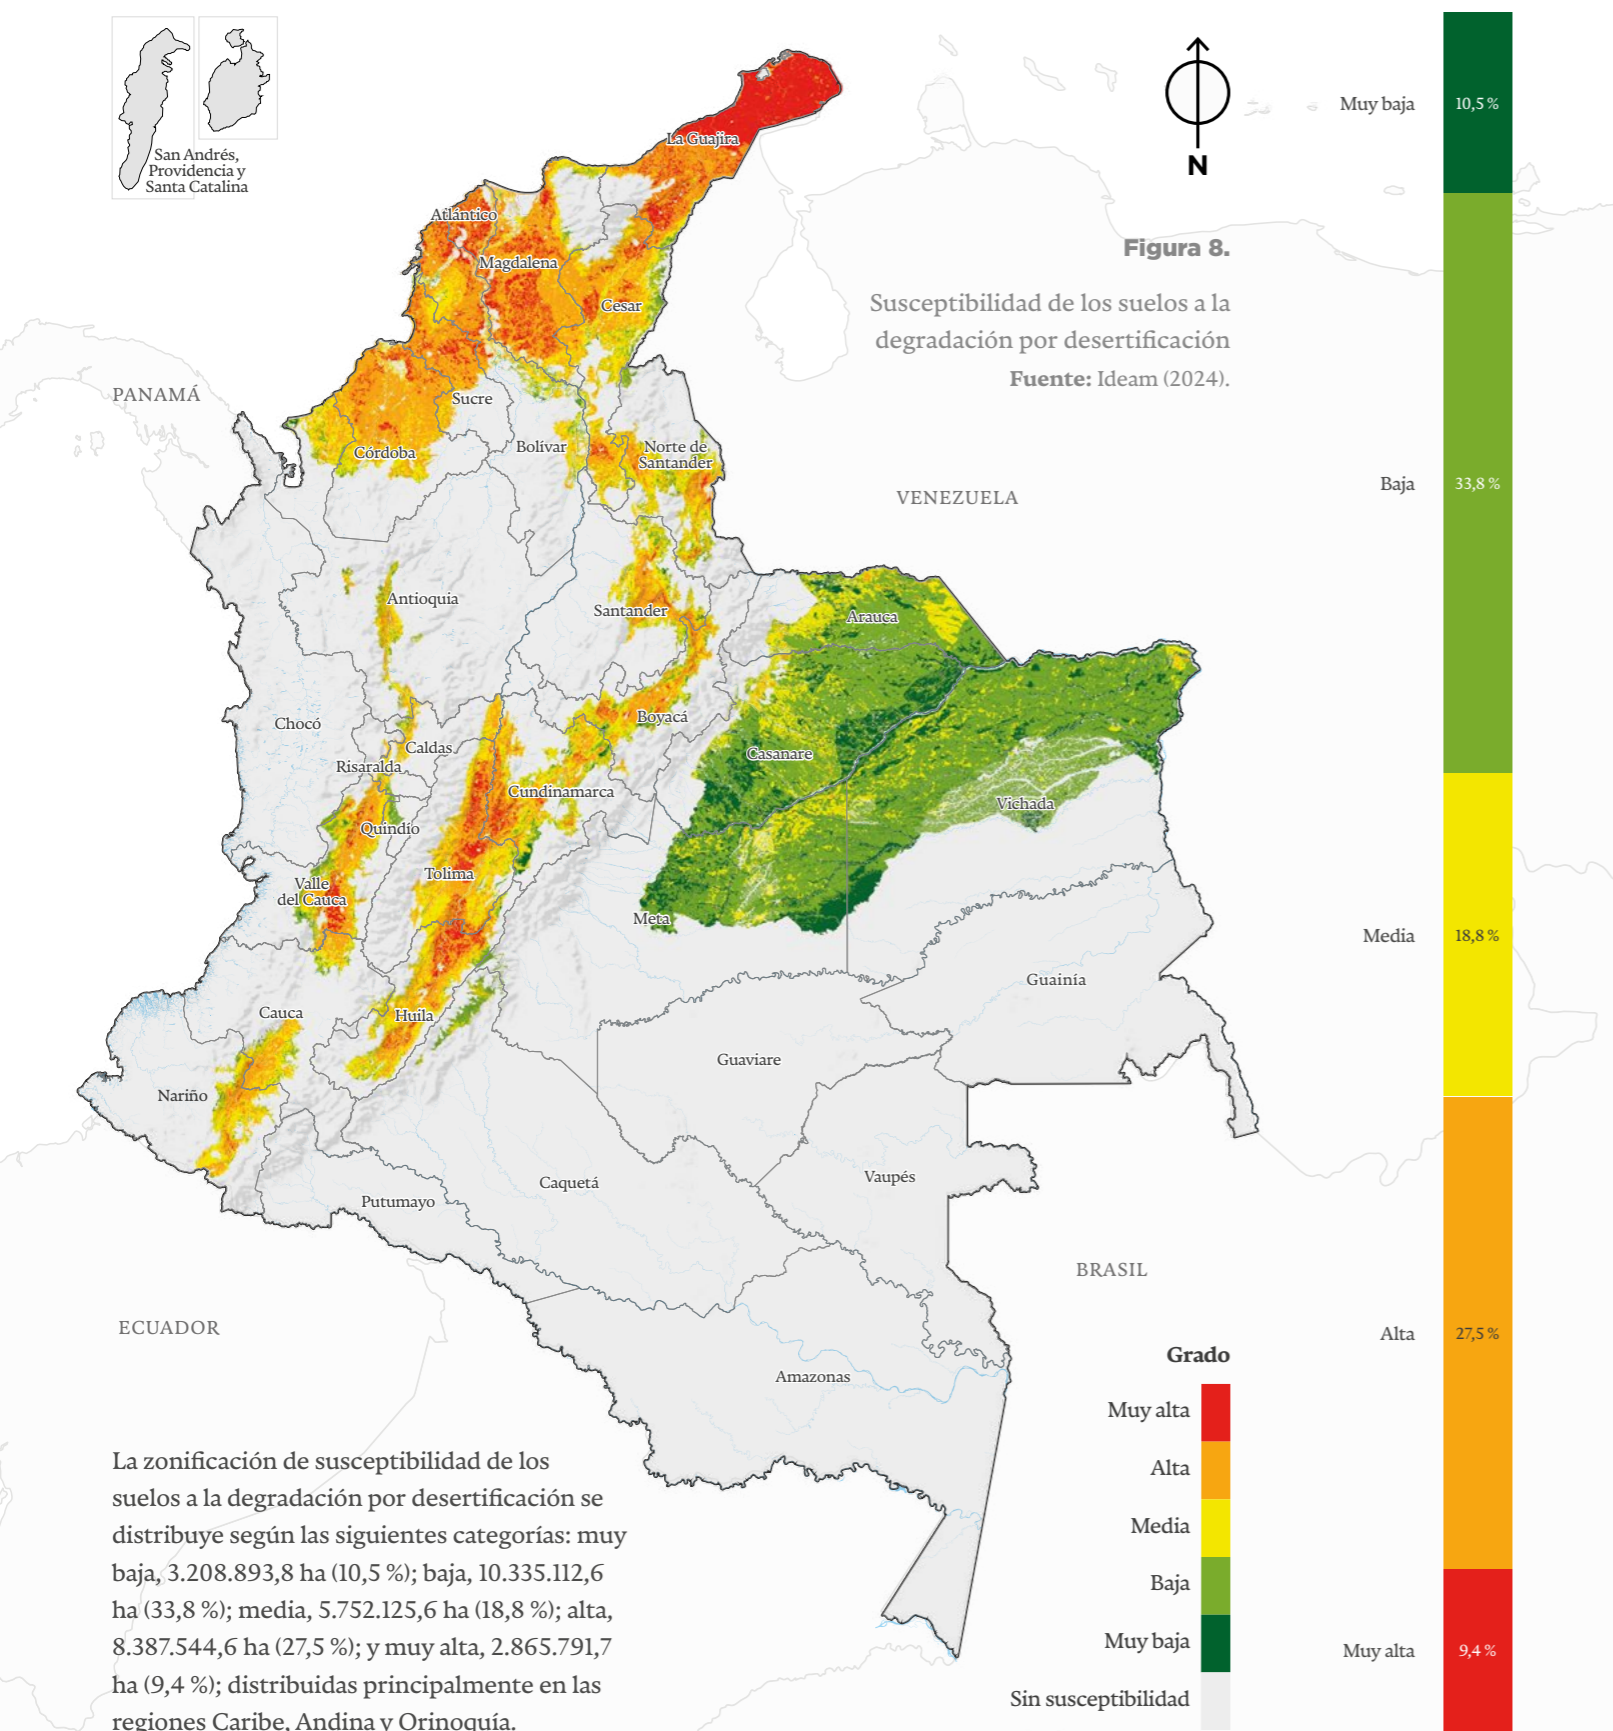 San Andrés,
Providencia y
Santa Catalina
N
Figura 8.
Susceptibilidad de los suelos a la
degradación por desertificación
Fuente: Ideam (2024).
PANAMÁ
VENEZUELA
ECUADOR
BRASIL
La Guajira
Atlántico
Magdalena
Cesar
Sucre
Córdoba
Bolívar
Norte de
Santander
Antioquia
Santander
Arauca
Chocó
Boyacá
Caldas
Casanare
Risaralda
Cundinamarca
Vichada
Quindío
Tolima
Valle
del Cauca
Meta
Guainía
Cauca
Huila
Guaviare
Nariño
Vaupés
Caquetá
Putumayo
Amazonas
Grado
Muy alta
Alta
Media
Baja
Muy baja
Sin susceptibilidad
Muy baja 10,5 %
Baja 33,8 %
Media 18,8 %
Alta 27,5 %
Muy alta 9,4 %
La zonificación de susceptibilidad de los
suelos a la degradación por desertificación se
distribuye según las siguientes categorías: muy
baja, 3.208.893,8 ha (10,5 %); baja, 10.335.112,6
ha (33,8 %); media, 5.752.125,6 ha (18,8 %); alta,
8.387.544,6 ha (27,5 %); y muy alta, 2.865.791,7
ha (9,4 %); distribuidas principalmente en las
regiones Caribe, Andina y Orinoquía.